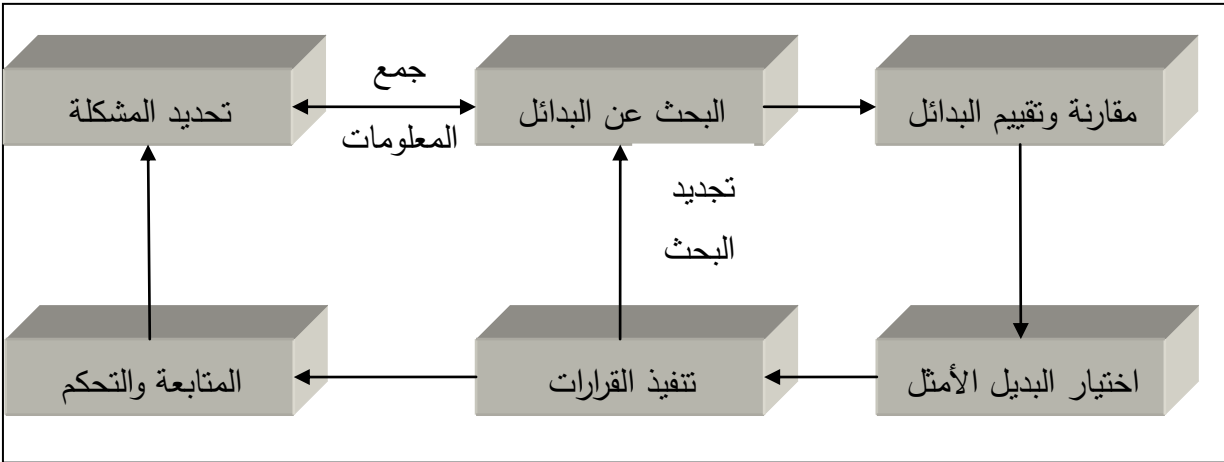 تحديد المشكلة
جمع
المعلومات
البحث عن البدائل
مقارنة وتقييم البدائل
تجديد
البحث
اختيار البديل الأمثل
تنفيذ القرارات
المتابعة والتحكم